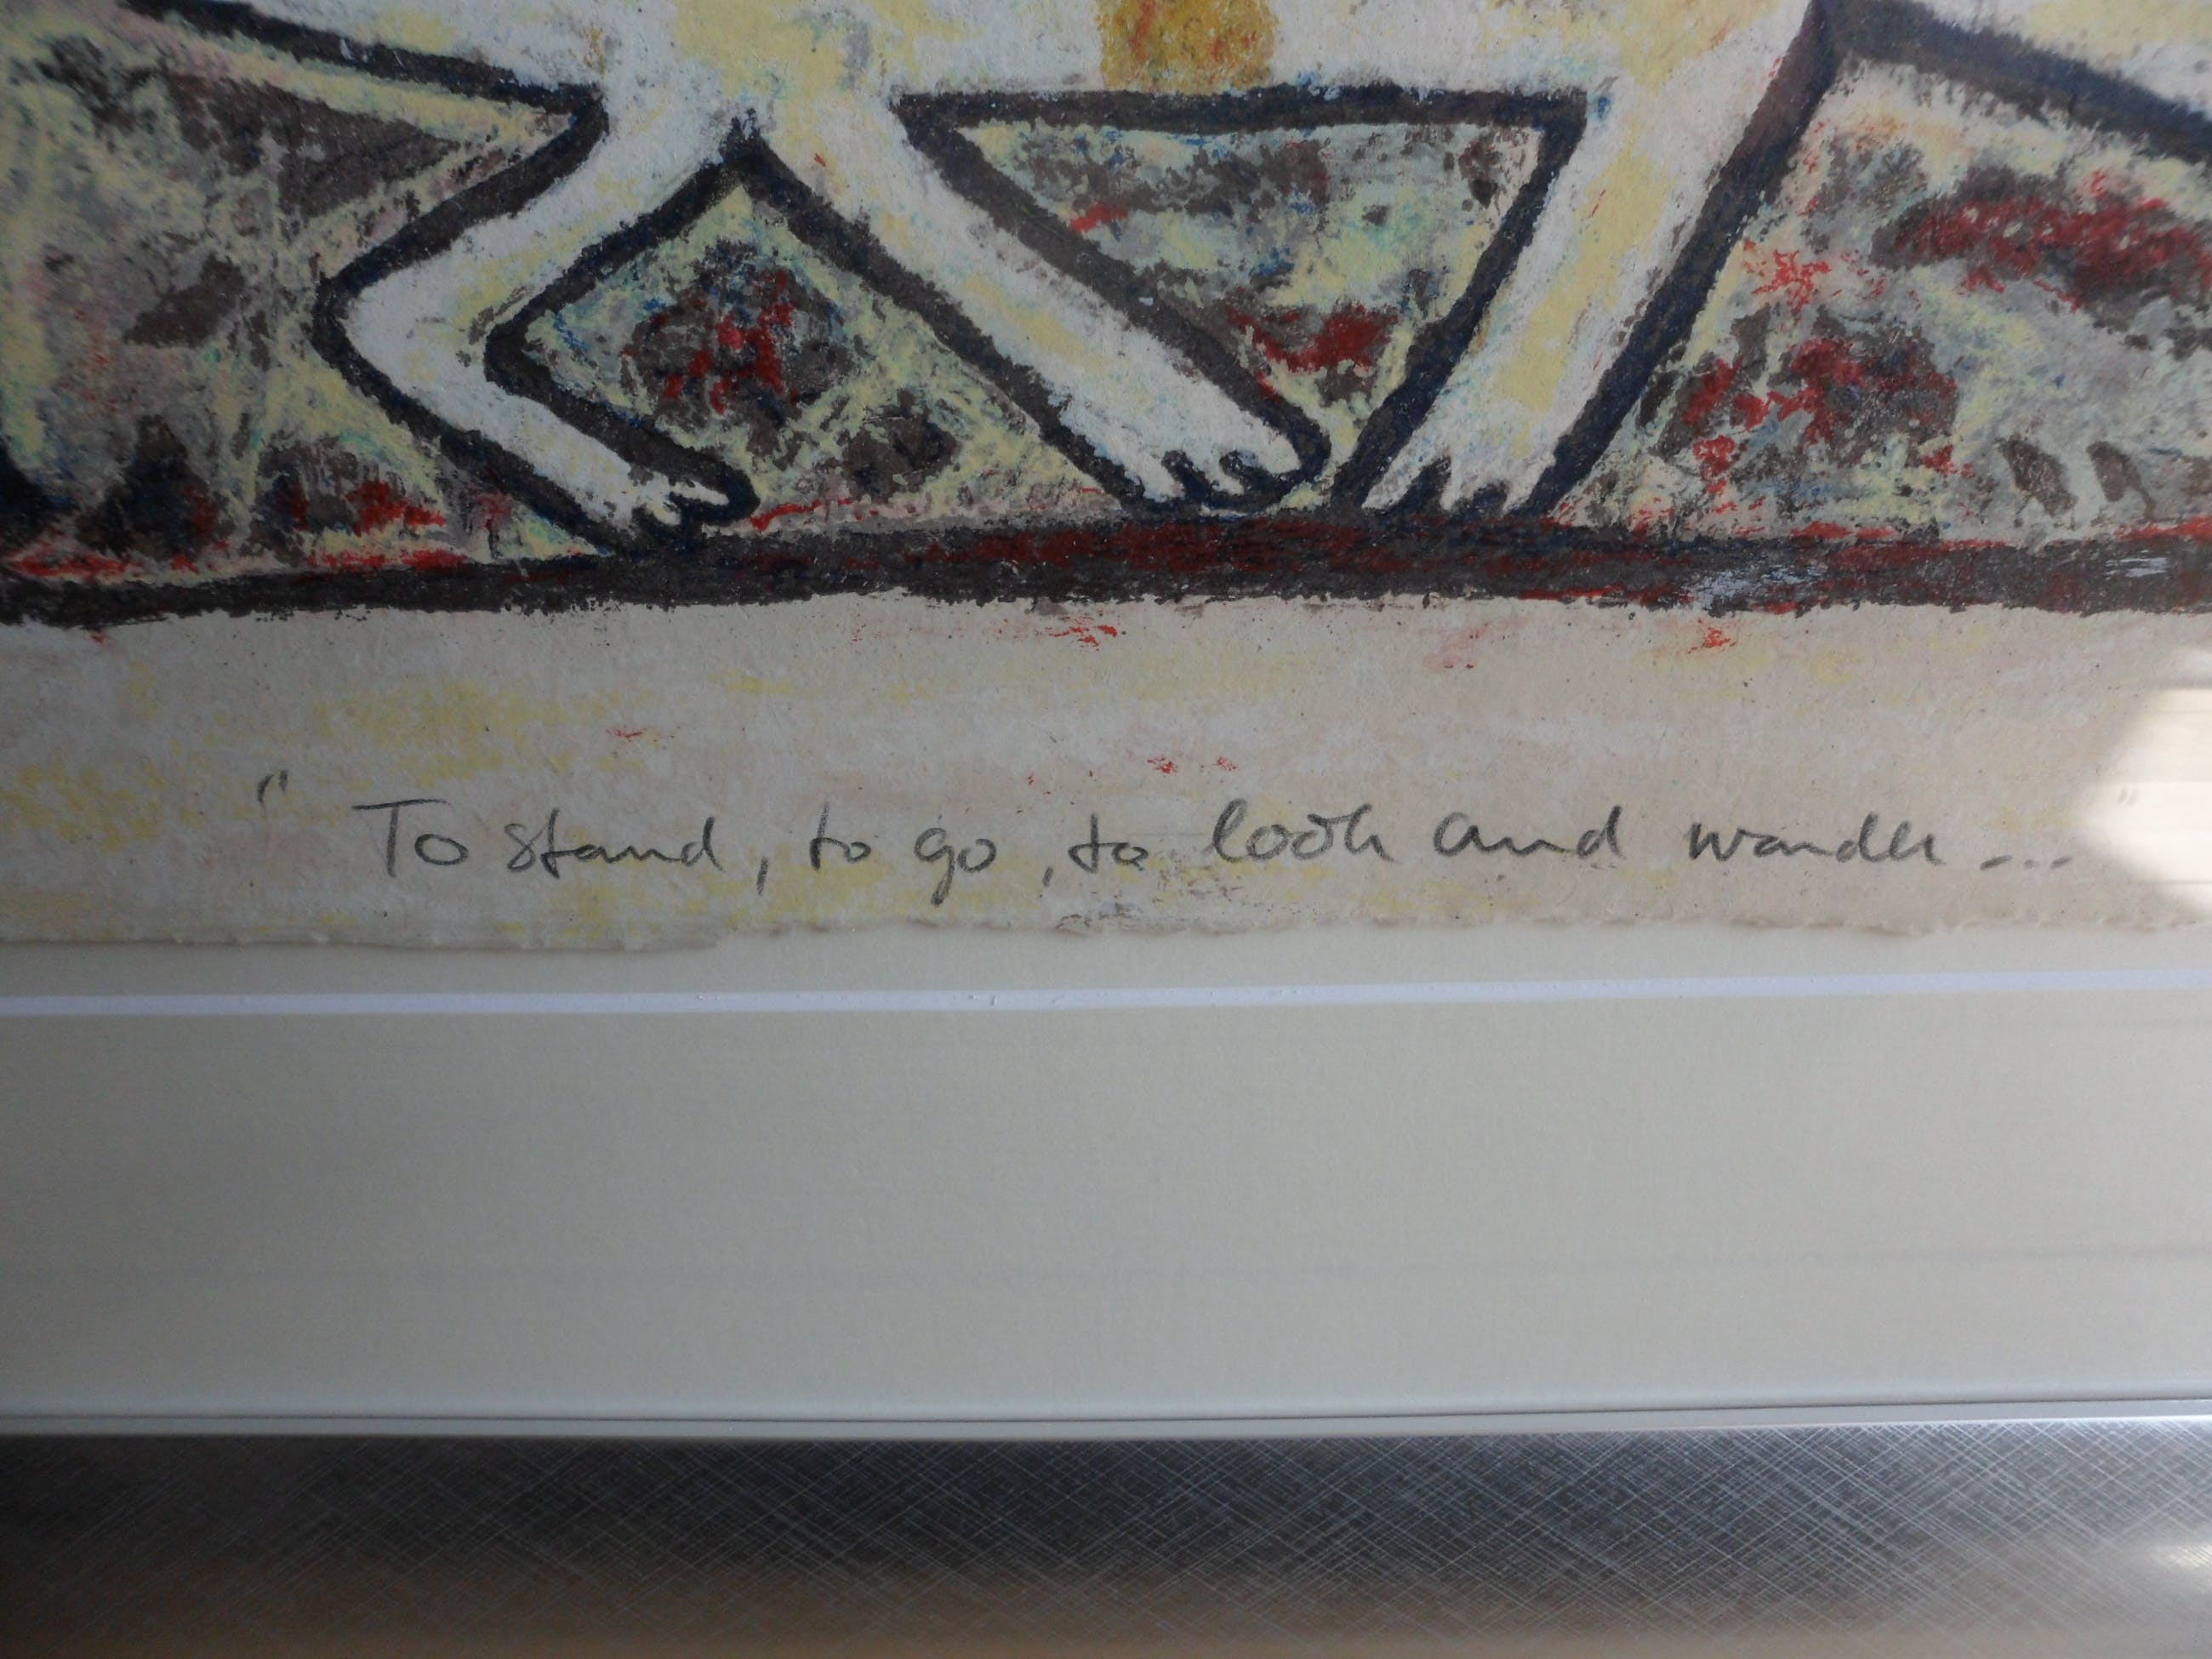 " To stand, to go, to look and wander ... "